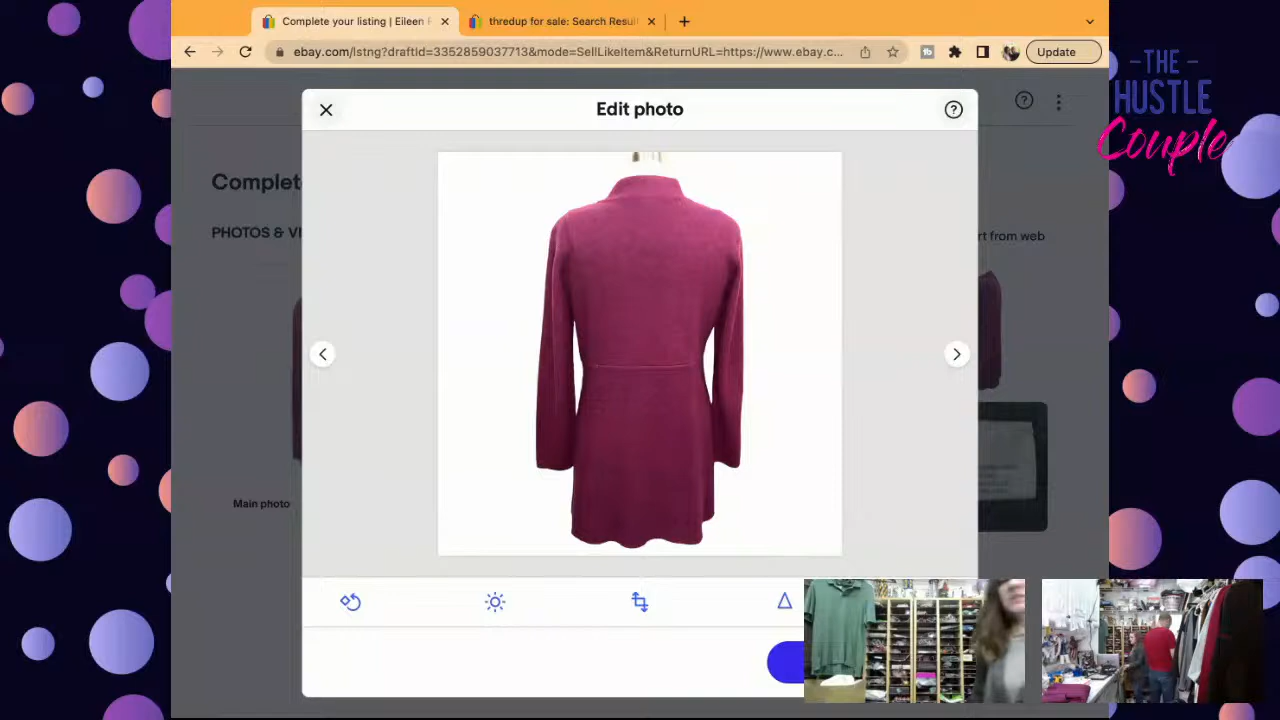 Complete your listing | Eileen F
thredup for sale: Search Resul
ebay.com/lstng?draftId=3352859037713&mode=SellLikeItem&ReturnURL=https://www.ebay.c...
Update
-THE-
HUSTLE
Couple
Edit photo
Complet
PHOTOS & VI
rt from web
Main photo